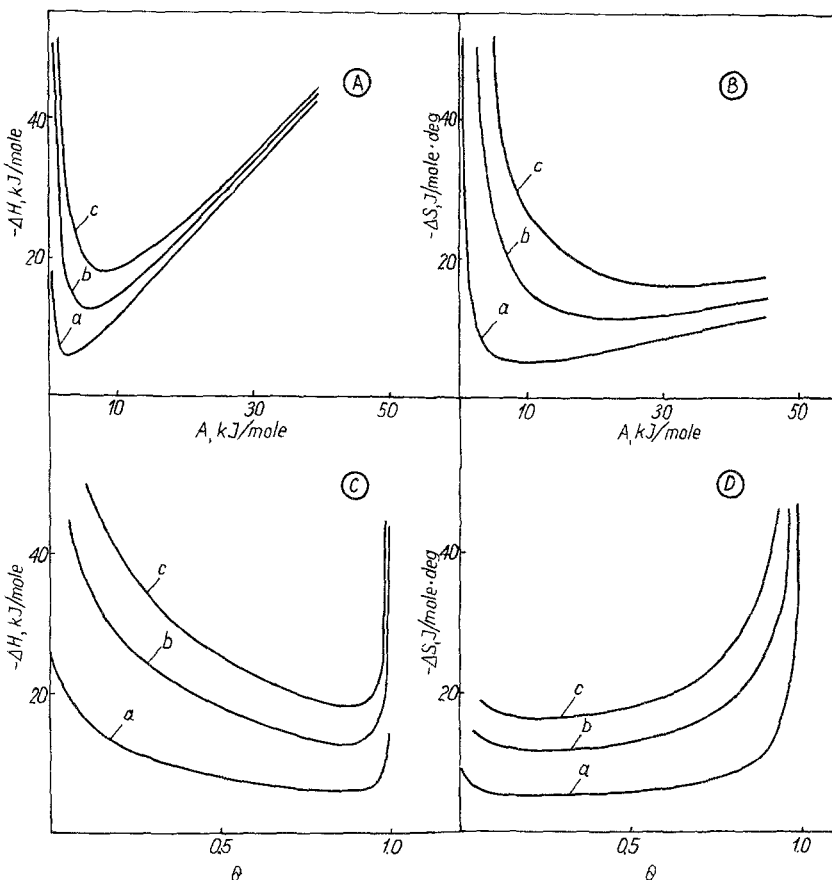 A
-ΔH, kJ/mole
40
20
c
b
a
10
30
50
A, kJ/mole
B
-ΔS, J/mole·deg
40
20
c
b
a
10
30
50
A, kJ/mole
C
-ΔH, kJ/mole
40
20
c
b
a
0.5
1.0
θ
D
-ΔS, J/mole·deg
40
20
c
b
a
0.5
1.0
θ